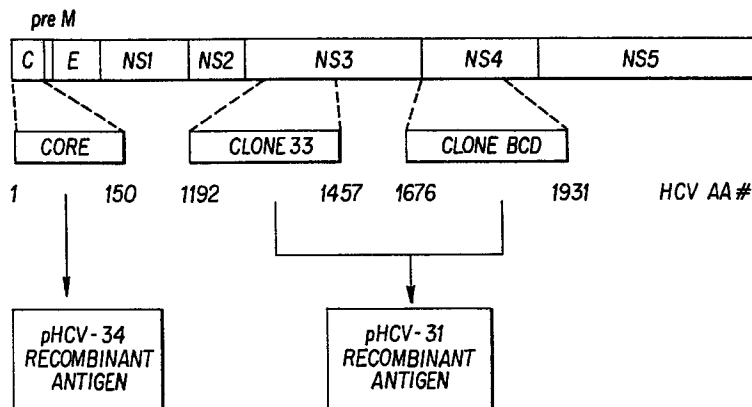 pre M
C E NS1 NS2 NS3 NS4 NS5
CORE CLONE 33 CLONE BCD
1 150 1192 1457 1676 1931 HCV AA #
pHCV-34 RECOMBINANT ANTIGEN
pHCV-31 RECOMBINANT ANTIGEN